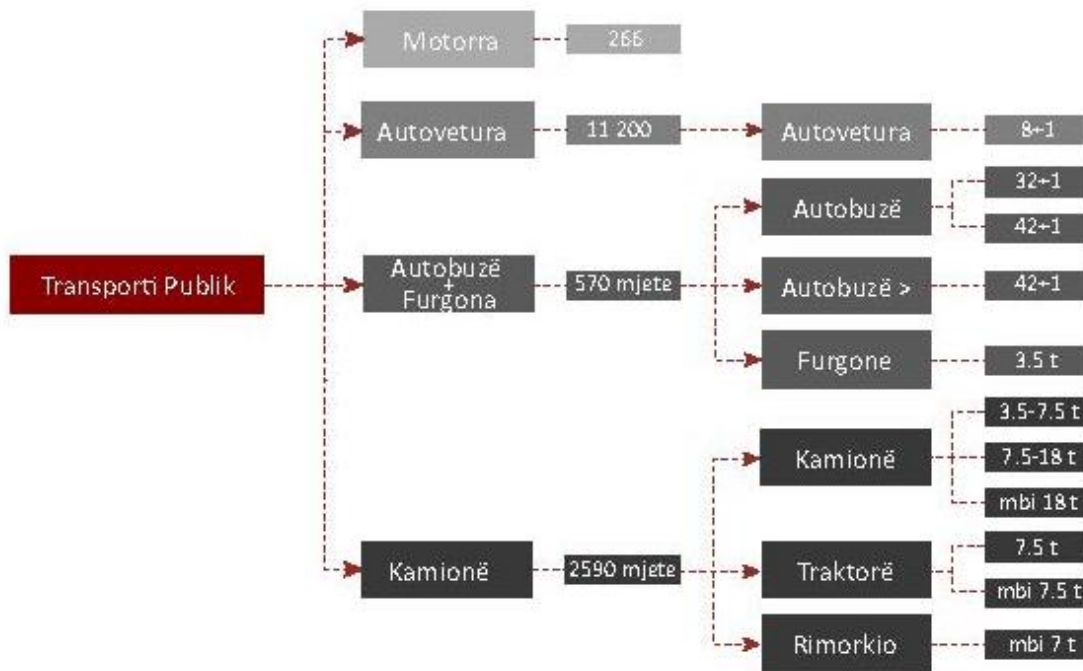 Transporti Publik
Motorra
266
Autovetura
11 200
Autovetura
8+1
Autobuzë
+
Furgona
570 mjete
Autobuzë
32+1
42+1
Autobuzë >
42+1
Furgone
3.5 t
Kamionë
2590 mjete
Kamionë
3.5-7.5 t
7.5-18 t
mbi 18 t
Traktorë
7.5 t
mbi 7.5 t
Rimorkio
mbi 7 t